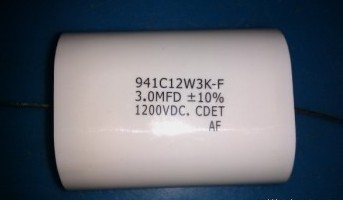 941C12W3K-F
3.0MFD ±10%
1200VDC. CDET
AF